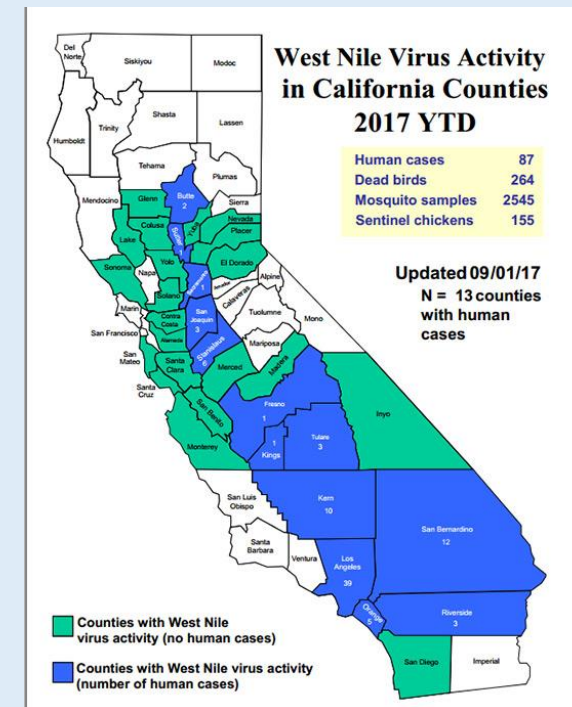 West Nile Virus Activity
in California Counties
2017 YTD
Human cases 87
Dead birds 264
Mosquito samples 2545
Sentinel chickens 155
Updated 09/01/17
N = 13 counties
with human
cases
Del
Norte
Siskiyou
Modoc
Humboldt
Trinity
Shasta
Lassen
Tehama
Plumas
Mendocino
Glenn
Butte
2
Sierra
Lake
Colusa
Sutter
Yuba
Nevada
Placer
Sonoma
Napa
Yolo
El Dorado
Alpine
Sacramento
1
Amador
Solano
Calaveras
Marin
Contra
Costa
San
Joaquin
3
Tuolumne
Mono
San Francisco
Alameda
Stanislaus
6
Mariposa
San
Mateo
Santa
Clara
Merced
Madera
Santa
Cruz
San Benito
Fresno
1
Inyo
Monterey
1
Kings
Tulare
3
San Luis
Obispo
Kern
10
San Bernardino
12
Santa
Barbara
Ventura
Los
Angeles
39
Orange
5
Riverside
3
San Diego
Imperial
Counties with West Nile
virus activity (no human cases)
Counties with West Nile virus activity
(number of human cases)